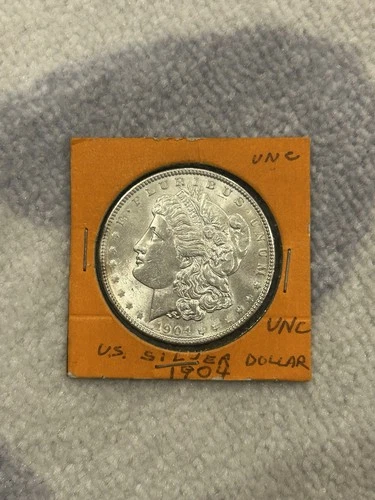 UNC
E PLURIBUS UNUM
1904
UNC
U.S. SILVER DOLLAR
1904